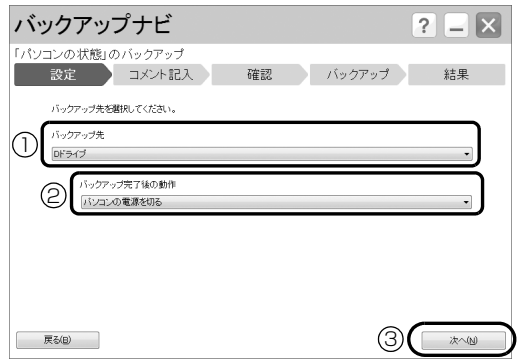 バックアップナビ
? － ×
「パソコンの状態」のバックアップ
設定 コメント記入 確認 バックアップ 結果
バックアップ先を選択してください。
① バックアップ先
Dドライブ
② バックアップ完了後の動作
パソコンの電源を切る
戻る(B) ③ 次へ(N)